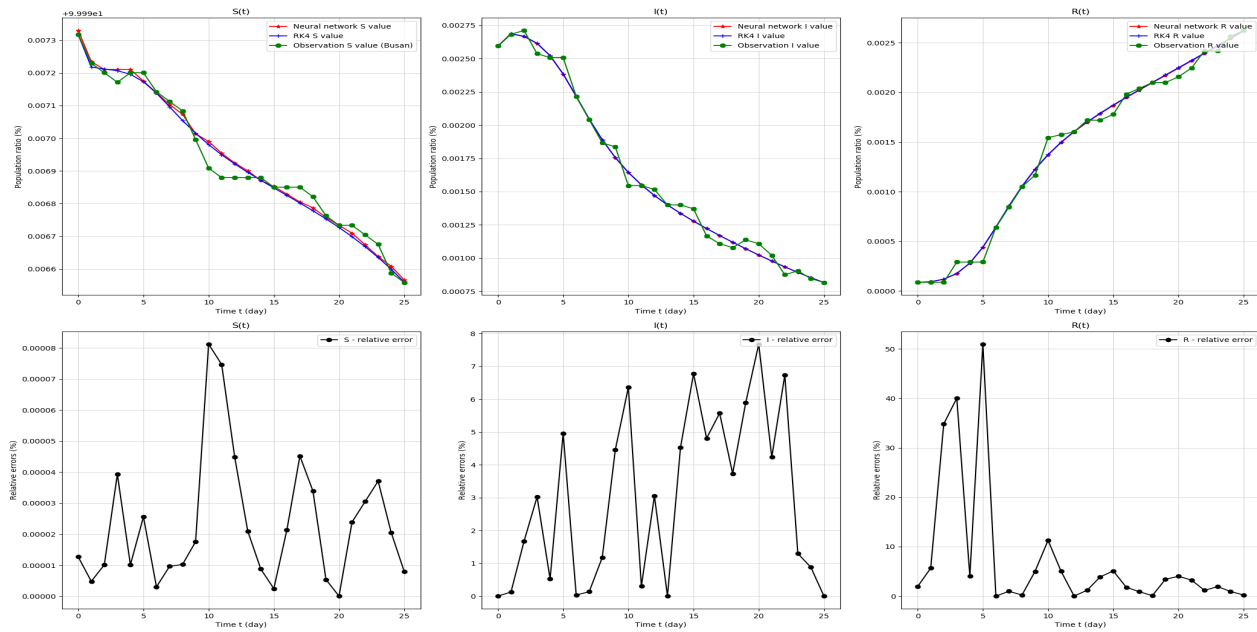 S(t)
+9.999e1
Neural network S value
RK4 S value
Observation S value (Busan)
0.0073
0.0072
0.0071
0.0070
0.0069
0.0068
0.0067
0.0066
Population ratio (%)
0 5 10 15 20 25
Time t (day)
I(t)
Neural network I value
RK4 I value
Observation I value
0.00275
0.00250
0.00225
0.00200
0.00175
0.00150
0.00125
0.00100
0.00075
Population ratio (%)
0 5 10 15 20 25
Time t (day)
R(t)
Neural network R value
RK4 R value
Observation R value
0.0025
0.0020
0.0015
0.0010
0.0005
0.0000
Population ratio (%)
0 5 10 15 20 25
Time t (day)
S(t)
S - relative error
0.00008
0.00007
0.00006
0.00005
0.00004
0.00003
0.00002
0.00001
0.00000
Relative errors (%)
0 5 10 15 20 25
Time t (day)
I(t)
I - relative error
8
7
6
5
4
3
2
1
0
Relative errors (%)
0 5 10 15 20 25
Time t (day)
R(t)
R - relative error
50
40
30
20
10
0
Relative errors (%)
0 5 10 15 20 25
Time t (day)